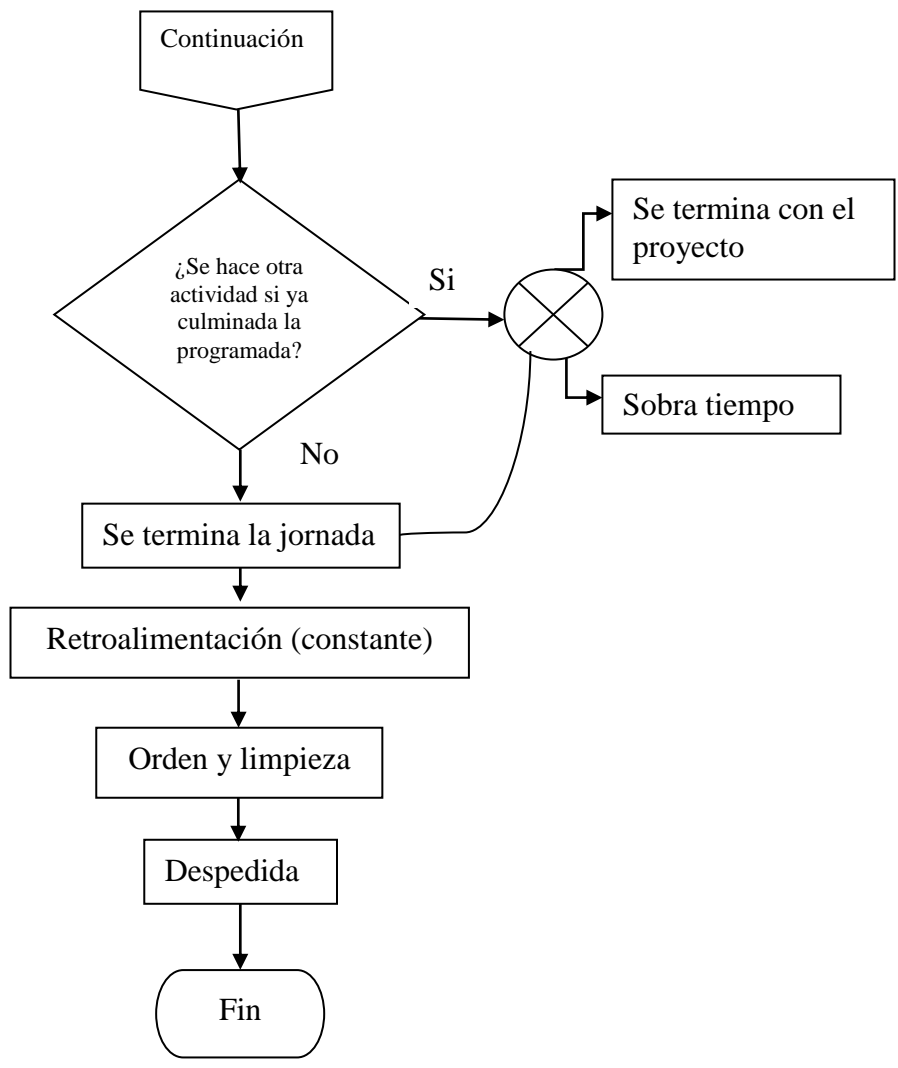 Continuación
¿Se hace otra
actividad si ya
culminada la
programada?
Si
Se termina con el
proyecto
Sobra tiempo
No
Se termina la jornada
Retroalimentación (constante)
Orden y limpieza
Despedida
Fin